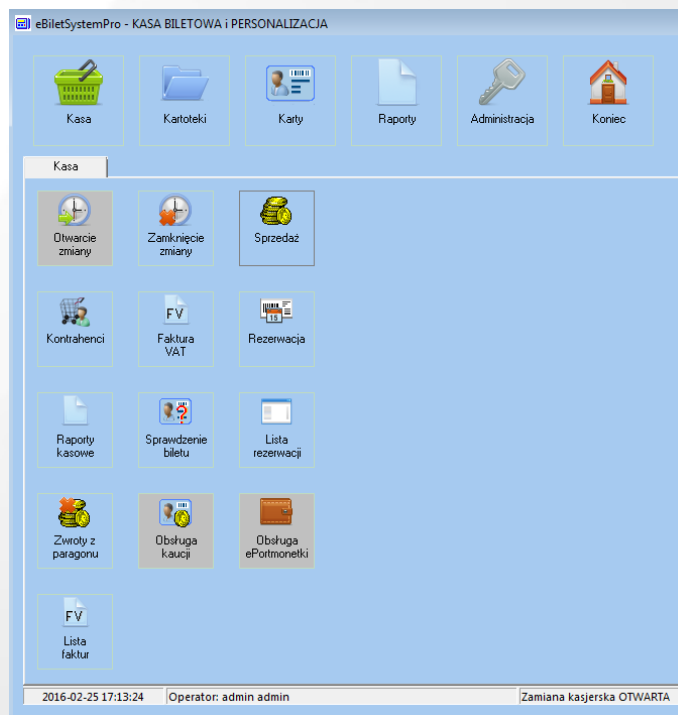 eBiletSystemPro - KASA BILETOWA i PERSONALIZACJA
Kasa
Kartoteki
Karty
Raporty
Administracja
Koniec
Kasa
Otwarcie
zmiany
Zamknięcie
zmiany
Sprzedaż
Kontrahenci
FV
Faktura
VAT
15
Rezerwacja
Raporty
kasowe
Sprawdzenie
biletu
Lista
rezerwacji
Zwroty z
paragonu
Obsługa
kaucji
Obsługa
ePortmonetki
FV
Lista
faktur
2016-02-25 17:13:24
Operator: admin admin
Zamiana kasjerska OTWARTA